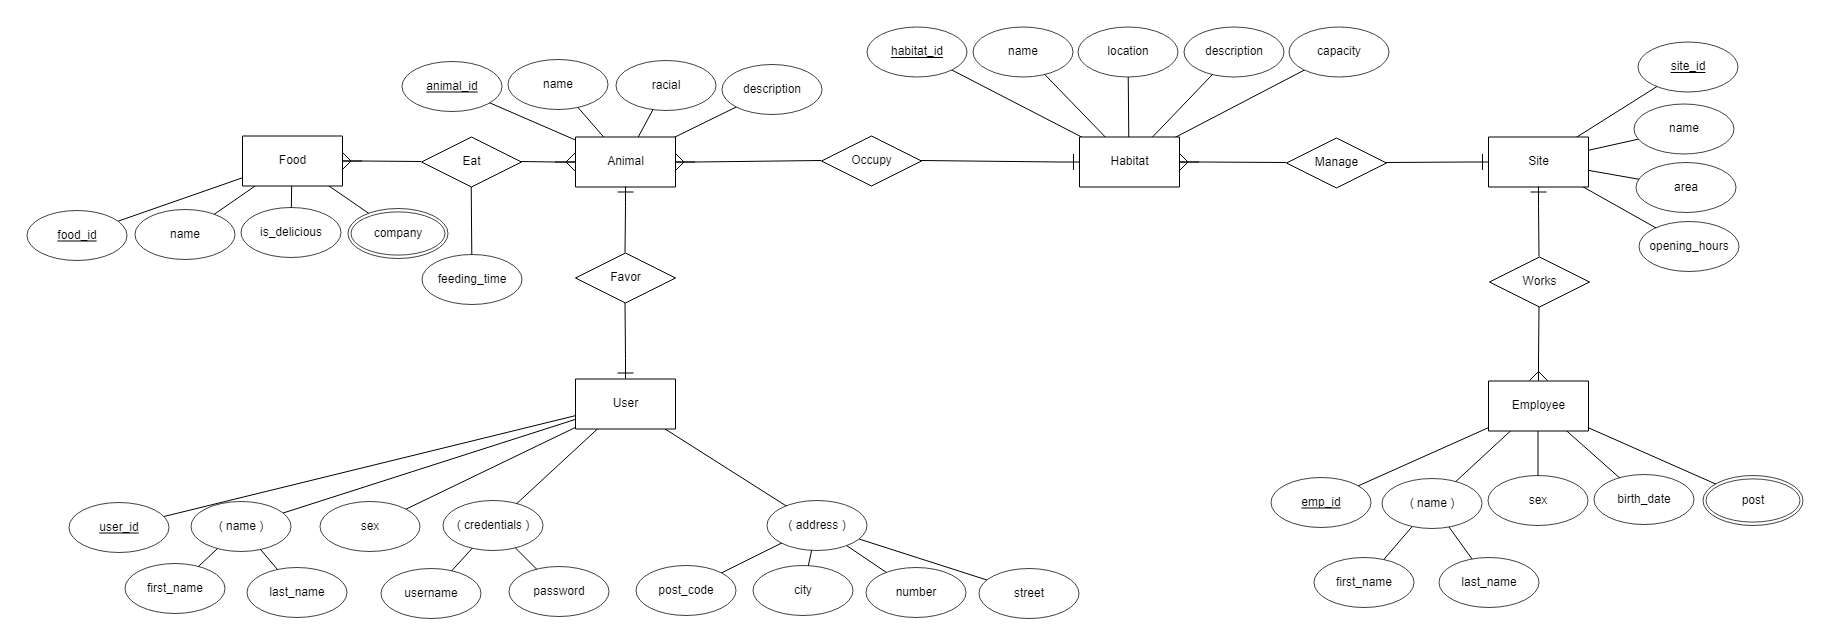 habitat_id
name
location
description
capacity
site_id
animal_id
name
racial
description
name
Food
Eat
Animal
Occupy
Habitat
Manage
Site
area
food_id
name
is_delicious
company
opening_hours
feeding_time
Favor
Works
User
Employee
user_id
( name )
sex
( credentials )
( address )
emp_id
( name )
sex
birth_date
post
first_name
last_name
username
password
post_code
city
number
street
first_name
last_name